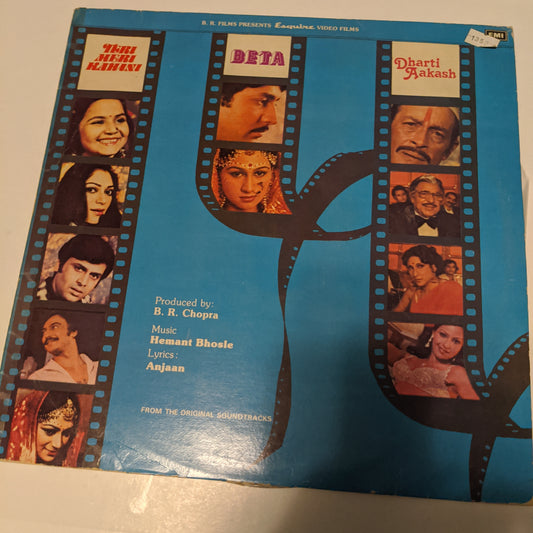 B. R. FILMS PRESENTS Esquire VIDEO FILMS
EMI
TERI
MERI
KAHANI
BETA
Dharti
Aakash
Produced by:
B. R. Chopra
Music
Hemant Bhosle
Lyrics :
Anjaan
FROM THE ORIGINAL SOUNDTRACKS